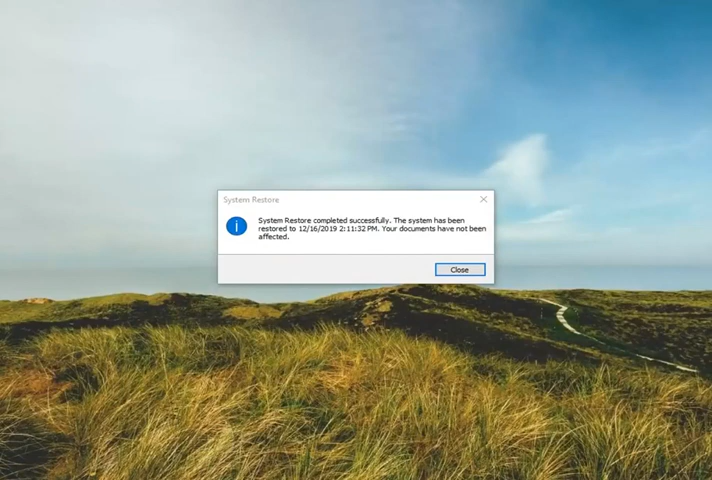 System Restore
System Restore completed successfully. The system has been
restored to 12/16/2019 2:11:32 PM. Your documents have not been
affected.
Close